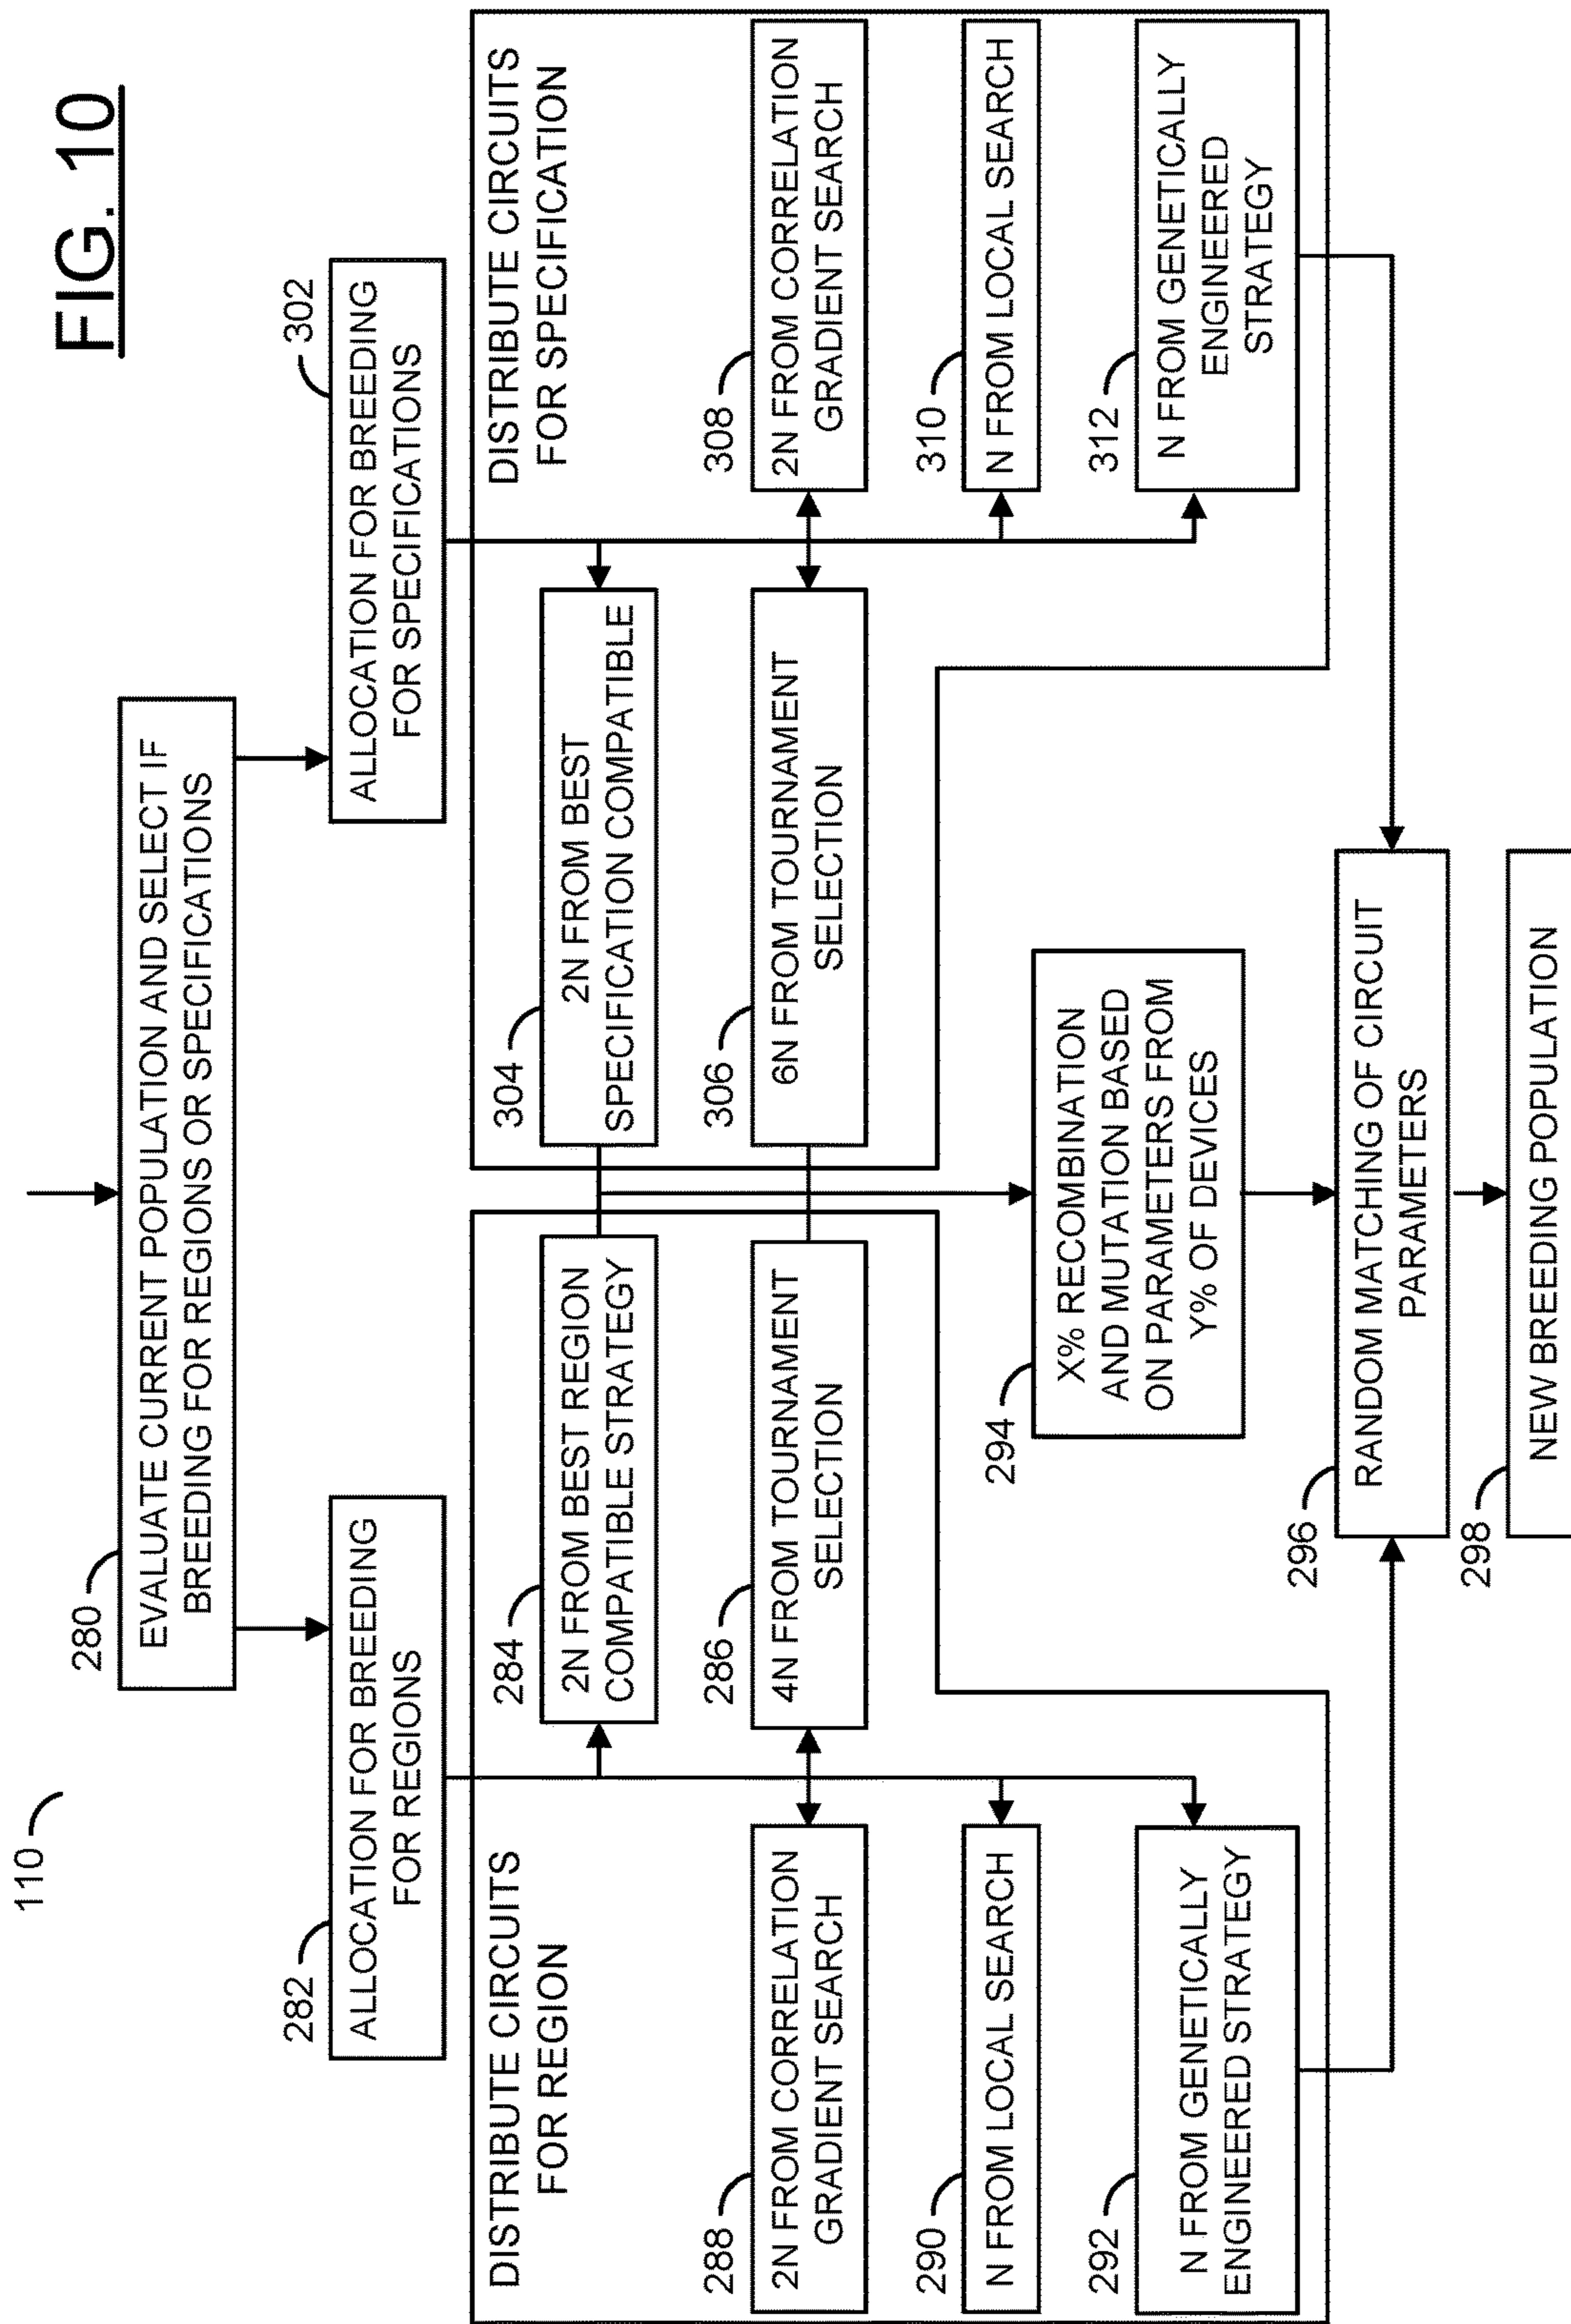 FIG. 10
110
280
EVALUATE CURRENT POPULATION AND SELECT IF
BREEDING FOR REGIONS OR SPECIFICATIONS
282
ALLOCATION FOR BREEDING
FOR REGIONS
302
ALLOCATION FOR BREEDING
FOR SPECIFICATIONS
DISTRIBUTE CIRCUITS
FOR REGION
284
2N FROM BEST REGION
COMPATIBLE STRATEGY
286
4N FROM TOURNAMENT
SELECTION
288
2N FROM CORRELATION
GRADIENT SEARCH
290
N FROM LOCAL SEARCH
292
N FROM GENETICALLY
ENGINEERED STRATEGY
DISTRIBUTE CIRCUITS
FOR SPECIFICATION
304
2N FROM BEST
SPECIFICATION COMPATIBLE
306
6N FROM TOURNAMENT
SELECTION
308
2N FROM CORRELATION
GRADIENT SEARCH
310
N FROM LOCAL SEARCH
312
N FROM GENETICALLY
ENGINEERED
STRATEGY
294
X% RECOMBINATION
AND MUTATION BASED
ON PARAMETERS FROM
Y% OF DEVICES
296
RANDOM MATCHING OF CIRCUIT
PARAMETERS
298
NEW BREEDING POPULATION